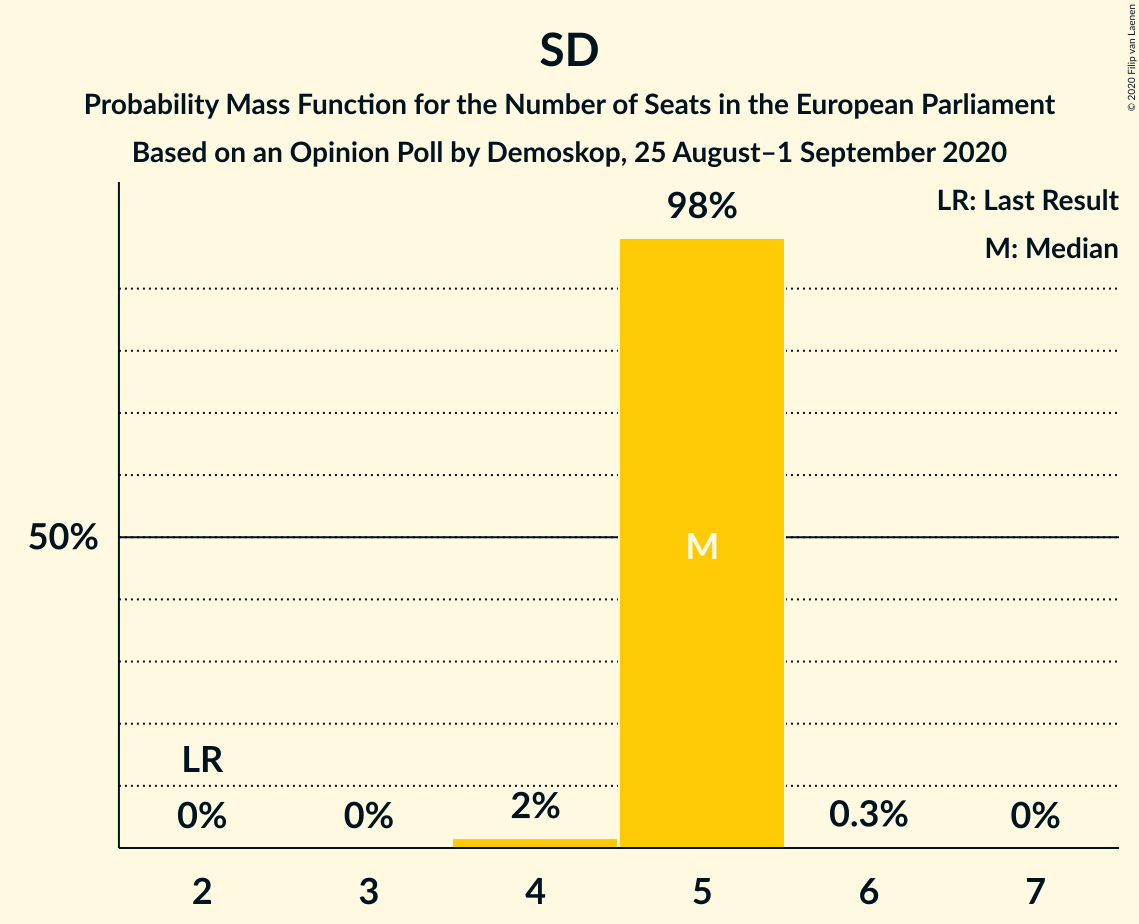 SD
Probability Mass Function for the Number of Seats in the European Parliament
Based on an Opinion Poll by Demoskop, 25 August–1 September 2020
© 2020 Filip van Laenen
LR: Last Result
M: Median
98%
50%
M
LR
0%
0%
2%
0.3%
0%
2
3
4
5
6
7